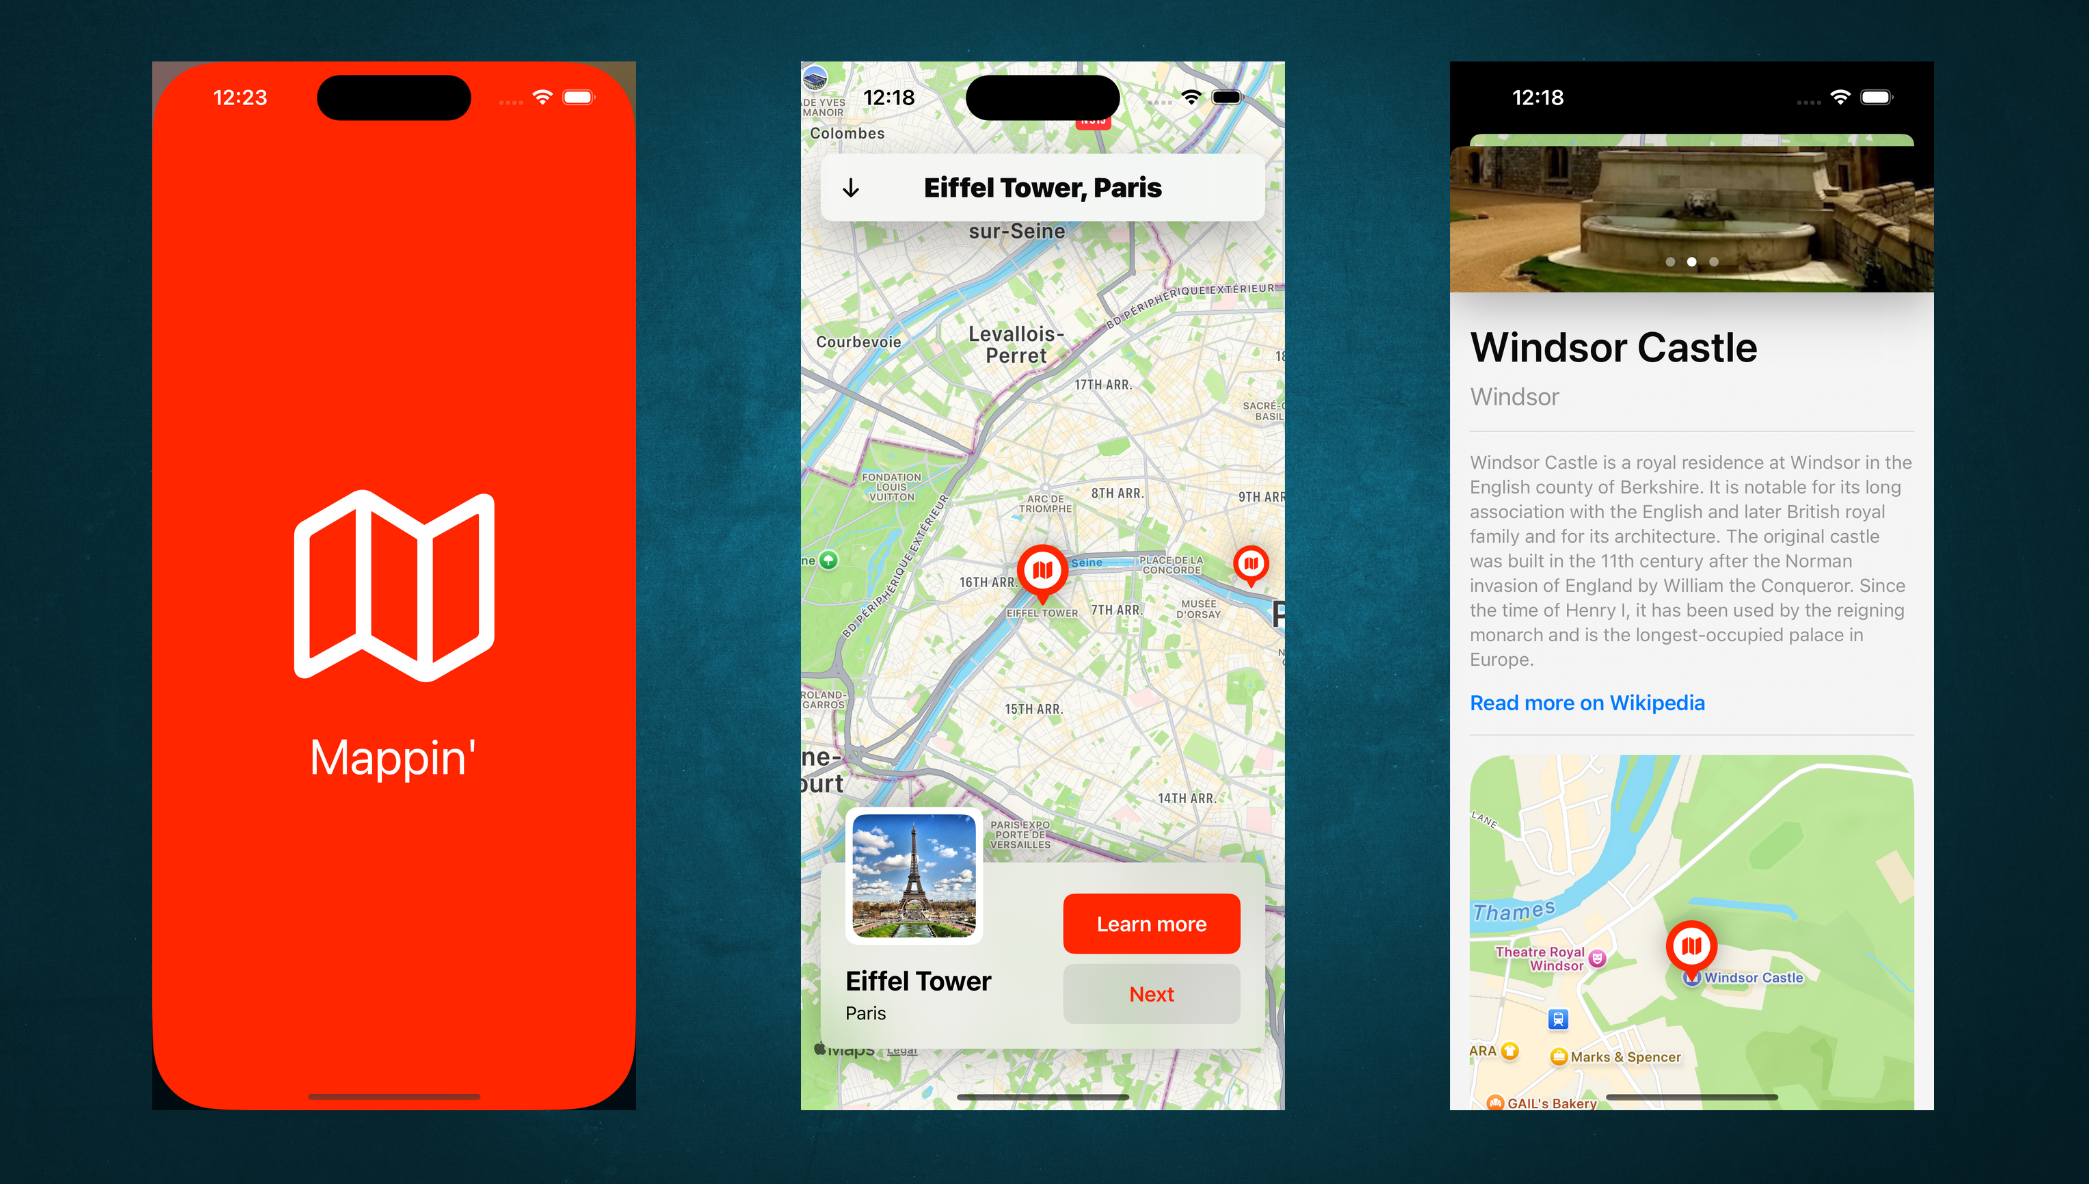 12:23
Mappin'
12:18
DE YVES
MANOIR
Colombes
N315
Eiffel Tower, Paris
sur-Seine
BD PÉRIPHÉRIQUE EXTÉRIEUR
Levallois-
Perret
Courbevoie
17TH ARR.
18
SACRÉ-C
BASIL
FONDATION
LOUIS
VUITTON
ARC DE
TRIOMPHE
8TH ARR.
9TH ARR
BD PÉRIPHÉRIQUE EXTÉRIEUR
ne
Seine
PLACE DE LA
CONCORDE
16TH ARR.
EIFFEL TOWER
7TH ARR.
MUSÉE
D'ORSAY
P
ROLAND-
GARROS
15TH ARR.
ne-
ourt
14TH ARR.
PARIS EXPO
PORTE DE
VERSAILLES
Learn more
Eiffel Tower
Paris
Next
Maps Legal
12:18
Windsor Castle
Windsor
Windsor Castle is a royal residence at Windsor in the
English county of Berkshire. It is notable for its long
association with the English and later British royal
family and for its architecture. The original castle
was built in the 11th century after the Norman
invasion of England by William the Conqueror. Since
the time of Henry I, it has been used by the reigning
monarch and is the longest-occupied palace in
Europe.
Read more on Wikipedia
LANE
Thames
Theatre Royal
Windsor
Windsor Castle
ARA
Marks & Spencer
GAIL's Bakery